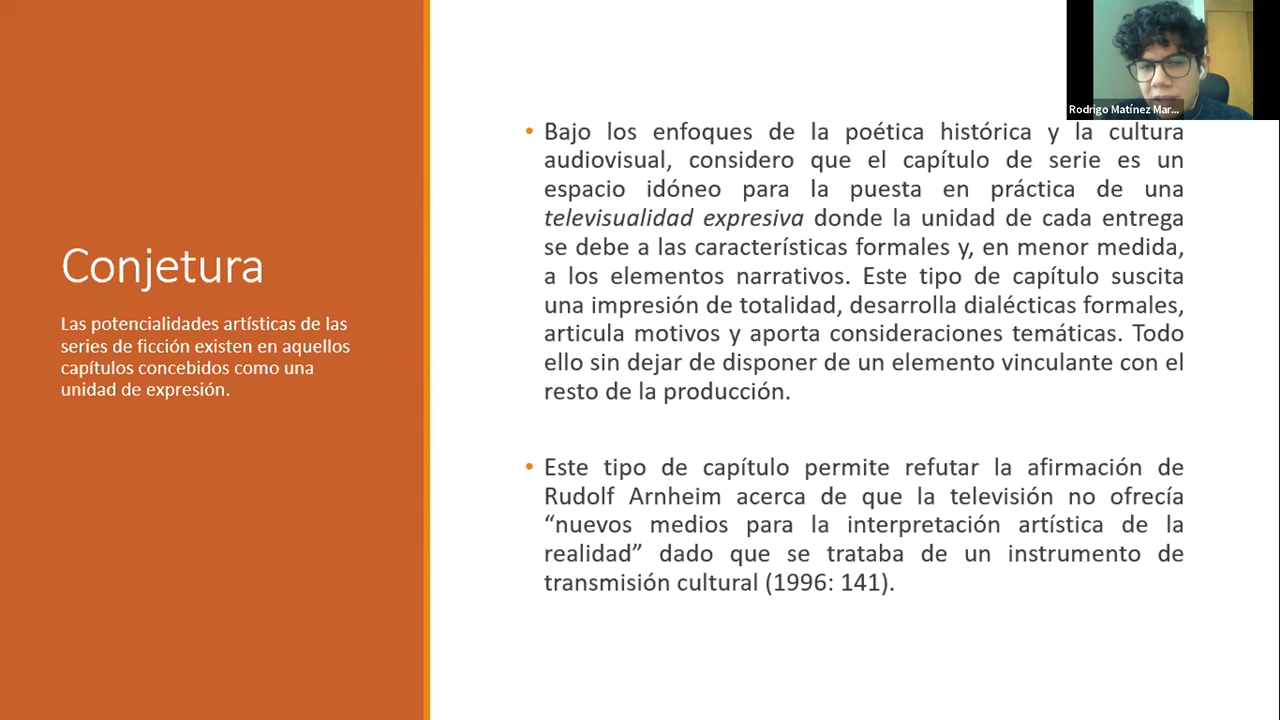 Conjetura
Las potencialidades artísticas de las
series de ficción existen en aquellos
capítulos concebidos como una
unidad de expresión.
Rodrigo Matínez Mar...
• Bajo los enfoques de la poética histórica y la cultura
audiovisual, considero que el capítulo de serie es un
espacio idóneo para la puesta en práctica de una
televisualidad expresiva donde la unidad de cada entrega
se debe a las características formales y, en menor medida,
a los elementos narrativos. Este tipo de capítulo suscita
una impresión de totalidad, desarrolla dialécticas formales,
articula motivos y aporta consideraciones temáticas. Todo
ello sin dejar de disponer de un elemento vinculante con el
resto de la producción.
• Este tipo de capítulo permite refutar la afirmación de
Rudolf Arnheim acerca de que la televisión no ofrecía
“nuevos medios para la interpretación artística de la
realidad” dado que se trataba de un instrumento de
transmisión cultural (1996: 141).